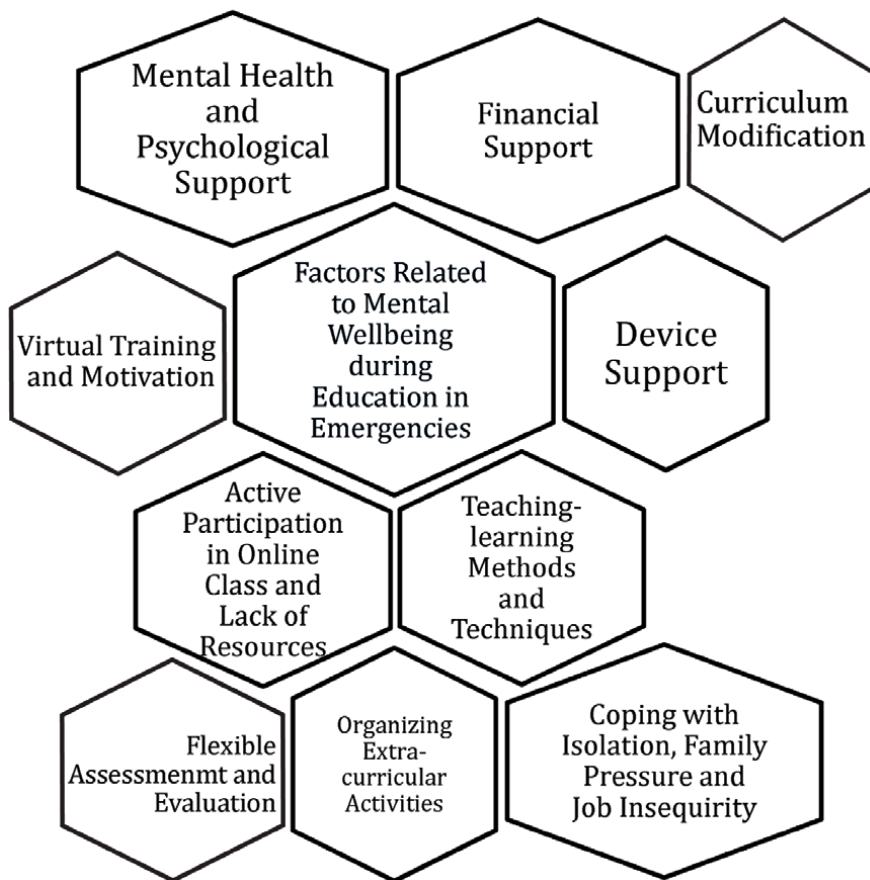 Mental Health
and
Psychological
Support
Financial
Support
Curriculum
Modification
Virtual Training
and Motivation
Factors Related
to Mental
Wellbeing
during
Education in
Emergencies
Device
Support
Active
Participation
in Online
Class and
Lack of
Resources
Teaching-
learning
Methods
and
Techniques
Flexible
Assessmenmt and
Evaluation
Organizing
Extra-
curricular
Activities
Coping with
Isolation, Family
Pressure and
Job Insequirity